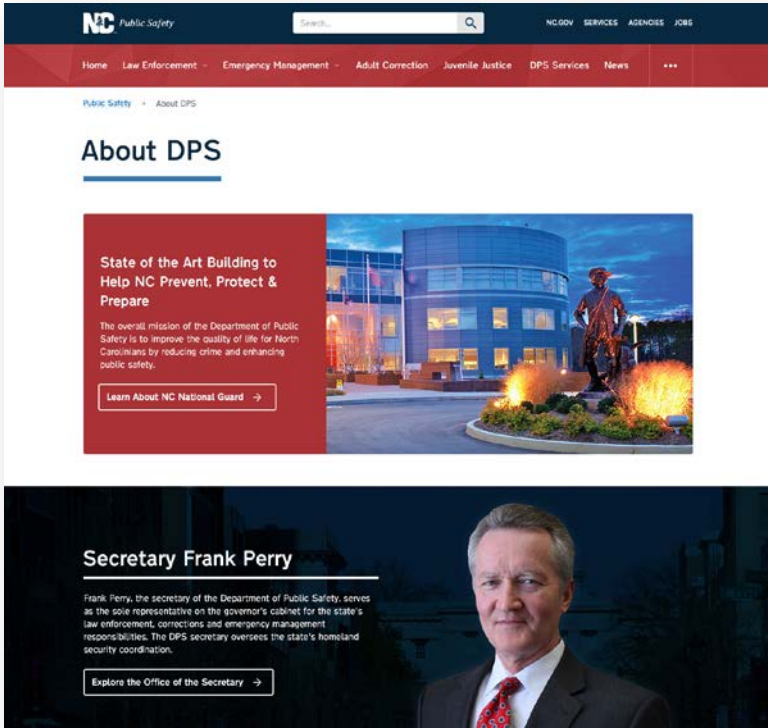 NC Public Safety
Search...
NC.GOV SERVICES AGENCIES JOBS
Home Law Enforcement Emergency Management Adult Correction Juvenile Justice DPS Services News •••
Public Safety About DPS
About DPS
State of the Art Building to
Help NC Prevent, Protect &
Prepare
The overall mission of the Department of Public
Safety is to improve the quality of life for North
Carolinians by reducing crime and enhancing
public safety.
Learn About NC National Guard →
Secretary Frank Perry
Frank Perry, the secretary of the Department of Public Safety, serves
as the sole representative on the governor's cabinet for the state's
law enforcement, corrections and emergency management
responsibilities. The DPS secretary oversees the state's homeland
security coordination.
Explore the Office of the Secretary →